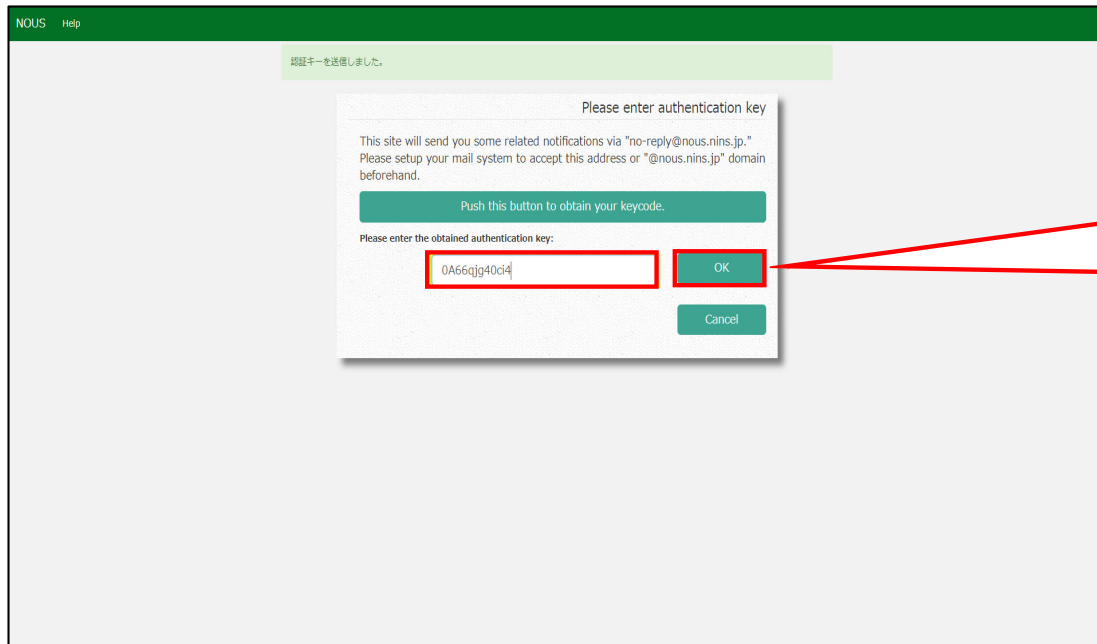 NOUS Help
認証キーを送信しました。
Please enter authentication key
This site will send you some related notifications via "no-reply@nous.nins.jp."
Please setup your mail system to accept this address or "@nous.nins.jp" domain
beforehand.
Push this button to obtain your keycode.
Please enter the obtained authentication key:
0A66qjg40ci4 OK
Cancel